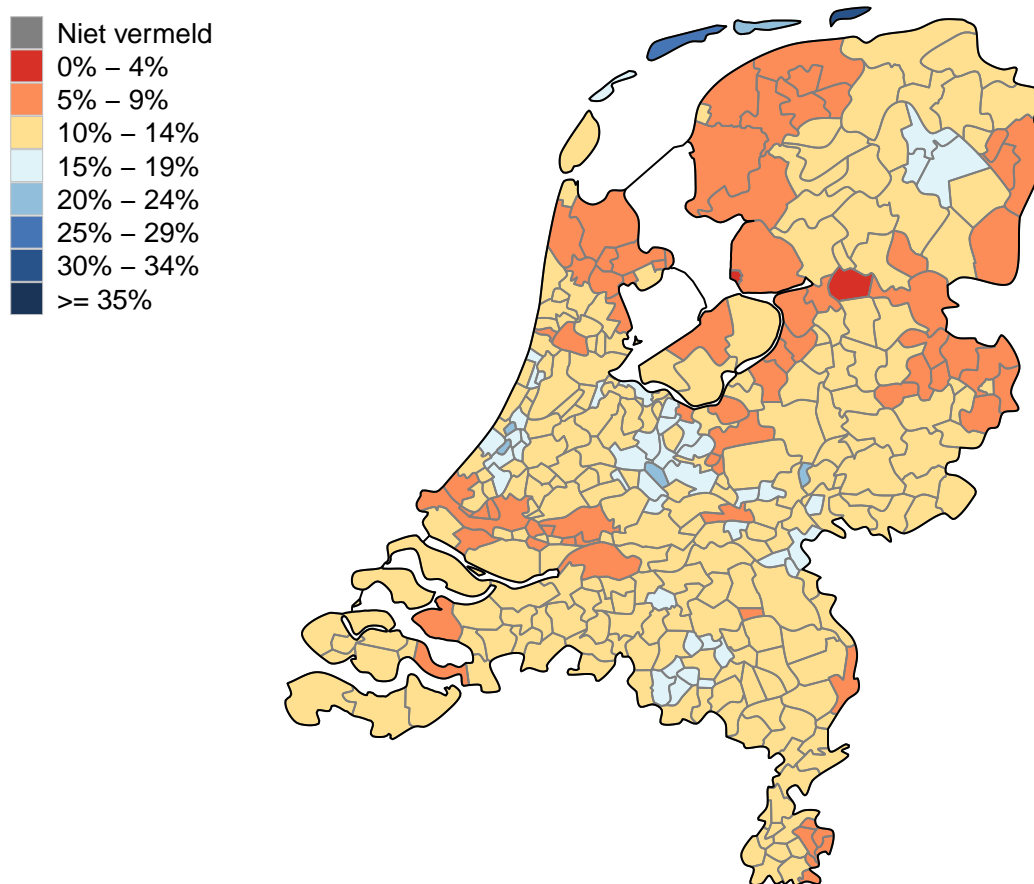 Niet vermeld
0% – 4%
5% – 9%
10% – 14%
15% – 19%
20% – 24%
25% – 29%
30% – 34%
>= 35%